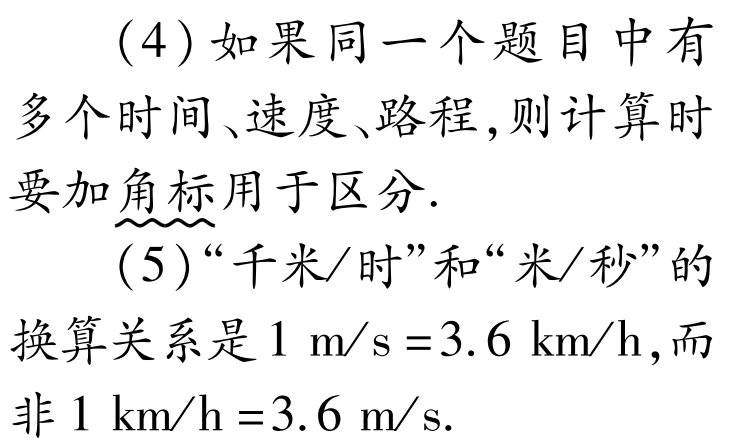 (4)如果同一个题目中有
多个时间、速度、路程,则计算时
要加角标用于区分.
(5)“千米/时”和“米/秒”的
换算关系是1 m/s=3.6 km/h,而
非1 km/h=3.6 m/s.